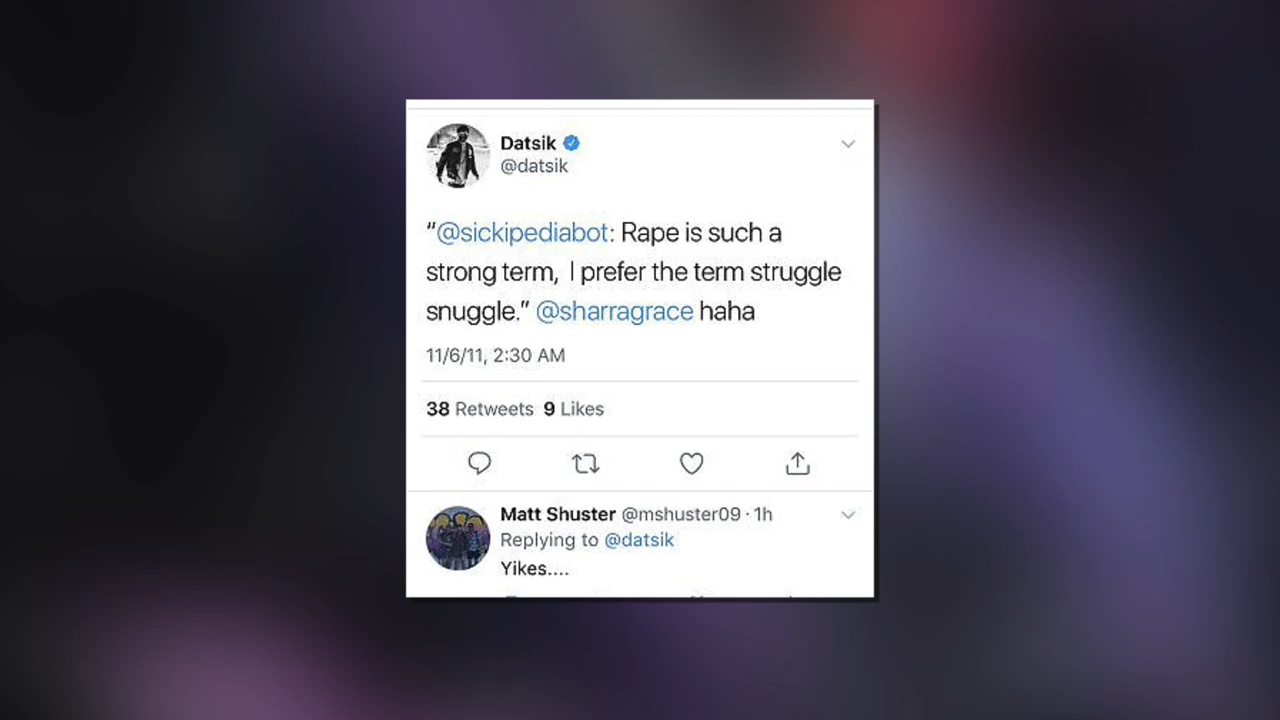 Datsik
@datsik
“@sickipediabot: Rape is such a
strong term, I prefer the term struggle
snuggle.” @sharragrace haha
11/6/11, 2:30 AM
38 Retweets 9 Likes
Matt Shuster @mshuster09 · 1h
Replying to @datsik
Yikes....